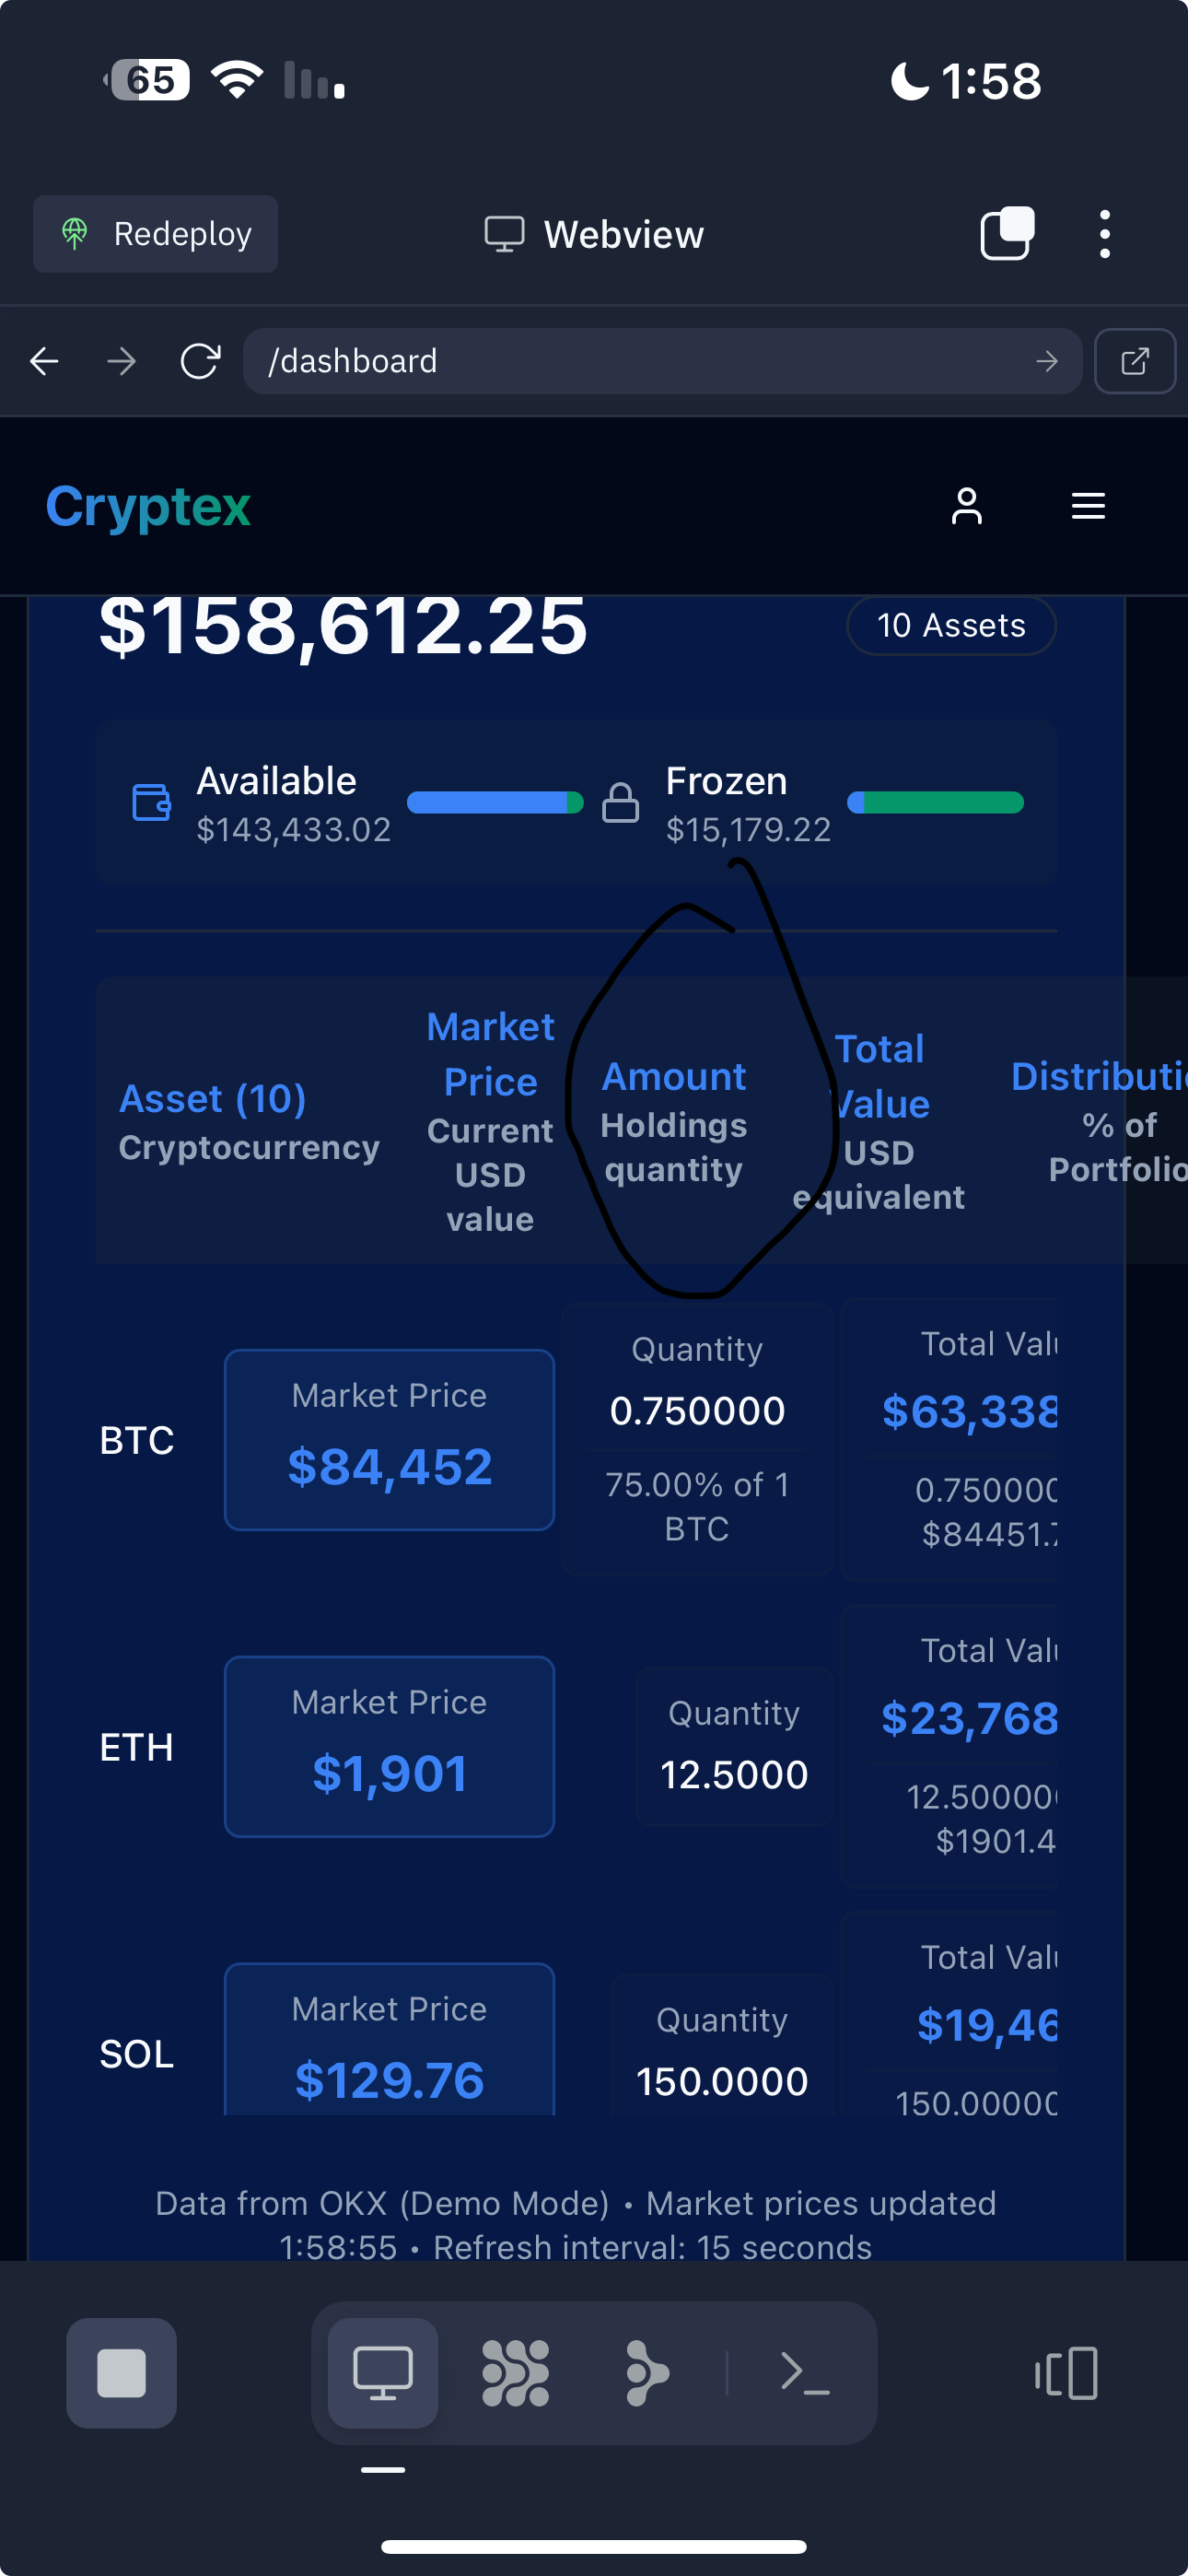 65
1:58
Redeploy
Webview
/dashboard
Cryptex
$158,612.25
10 Assets
Available
$143,433.02
Frozen
$15,179.22
Asset (10)
Cryptocurrency
Market
Price
Current
USD
value
Amount
Holdings
quantity
Total
Value
USD
equivalent
Distributi
% of
Portfolio
BTC
Market Price
$84,452
Quantity
0.750000
75.00% of 1
BTC
Total Valu
$63,338
0.750000
$84451.7
ETH
Market Price
$1,901
Quantity
12.5000
Total Valu
$23,768
12.50000
$1901.4
SOL
Market Price
$129.76
Quantity
150.0000
Total Valu
$19,46
150.0000
Data from OKX (Demo Mode) • Market prices updated
1:58:55 • Refresh interval: 15 seconds